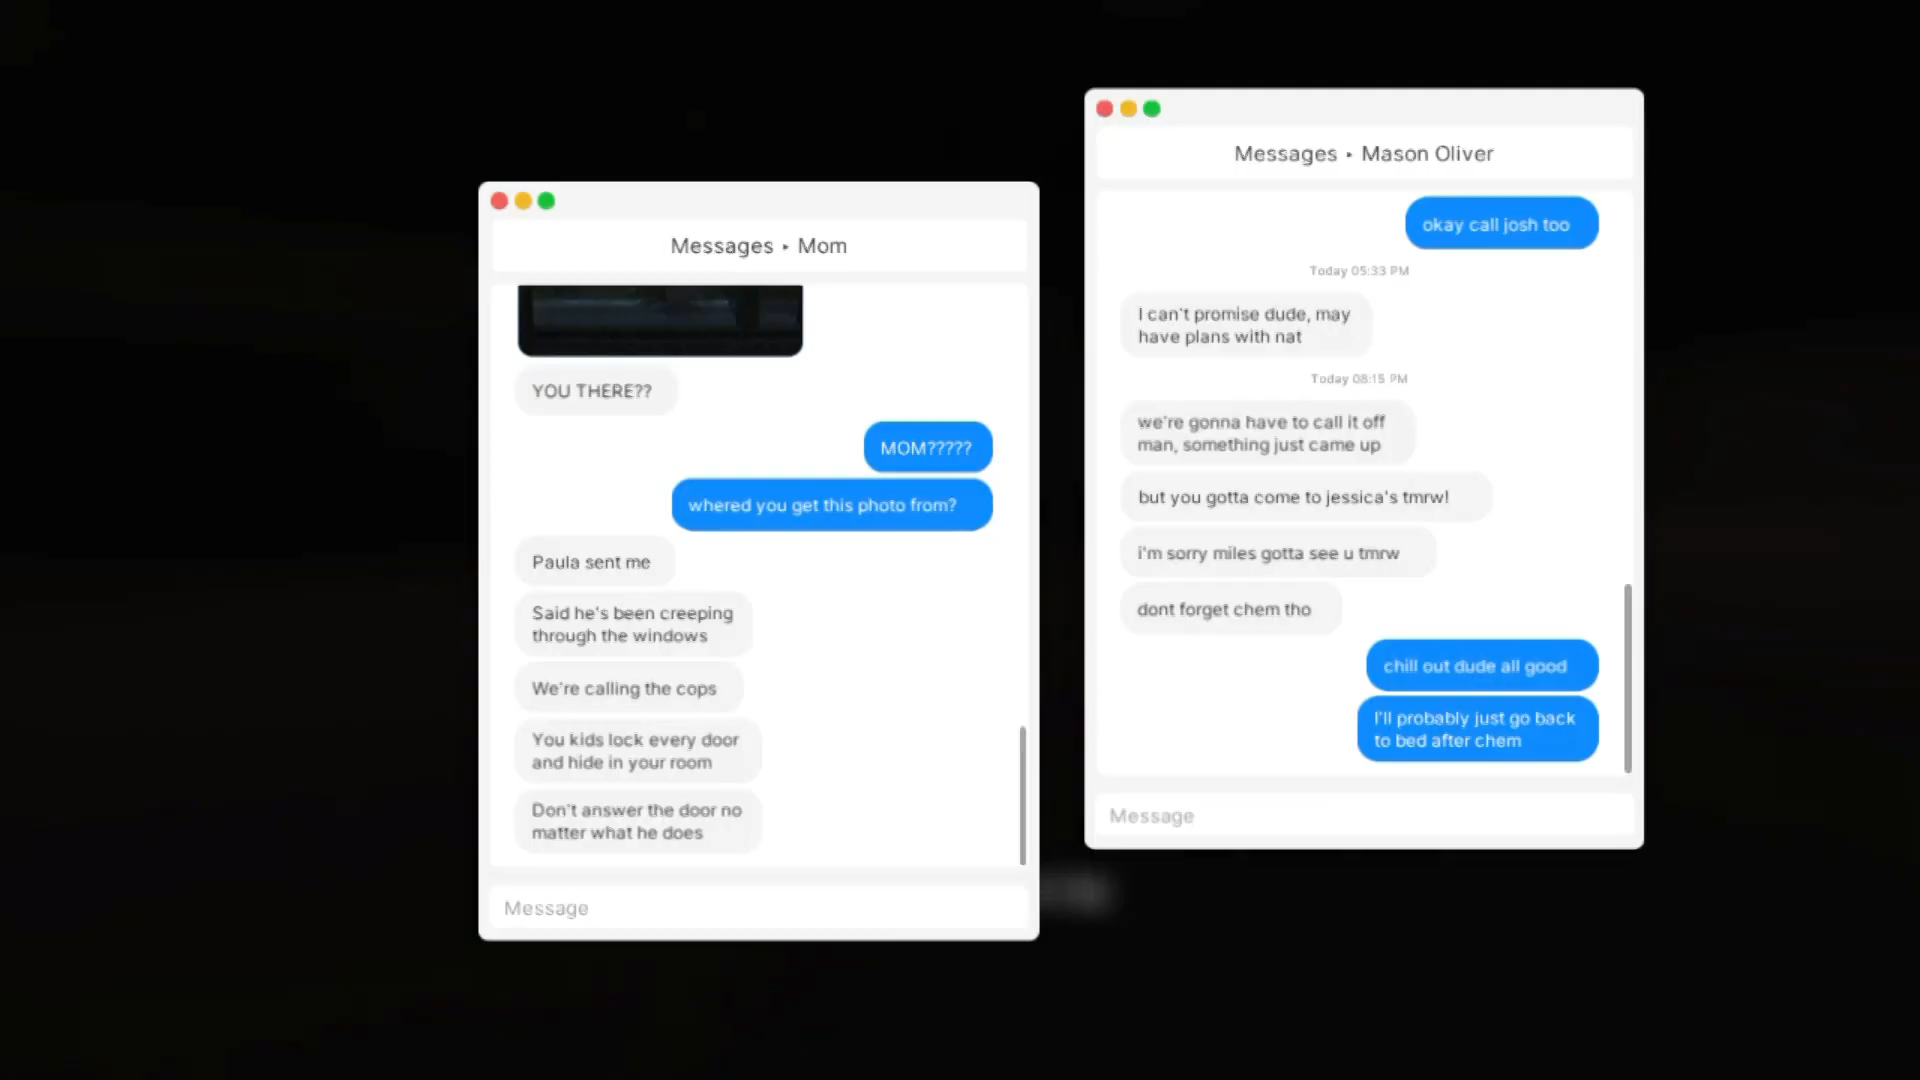 Messages ‣ Mom
YOU THERE??
MOM?????
whered you get this photo from?
Paula sent me
Said he's been creeping
through the windows
We're calling the cops
You kids lock every door
and hide in your room
Don't answer the door no
matter what he does
Message
Messages ‣ Mason Oliver
okay call josh too
Today 05:33 PM
I can't promise dude, may
have plans with nat
Today 08:15 PM
we're gonna have to call it off
man, something just came up
but you gotta come to jessica's tmrw!
i'm sorry miles gotta see u tmrw
dont forget chem tho
chill out dude all good
I'll probably just go back
to bed after chem
Message